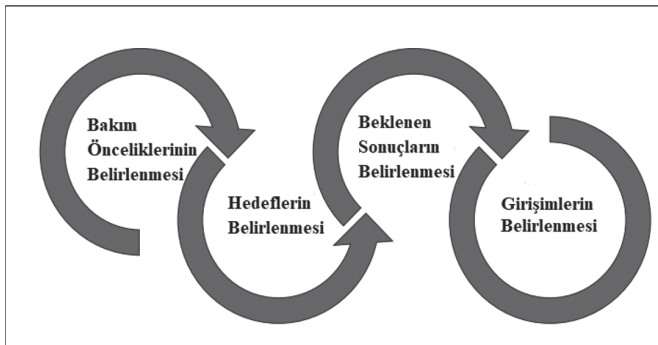 Bakım
Önceliklerinin
Belirlenmesi
Hedeflerin
Belirlenmesi
Beklenen
Sonuçların
Belirlenmesi
Girişimlerin
Belirlenmesi